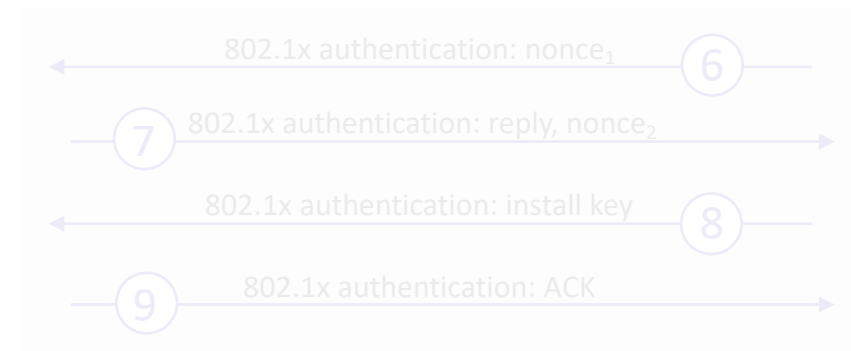 802.1x authentication: nonce₁
6
7
802.1x authentication: reply, nonce₂
802.1x authentication: install key
8
9
802.1x authentication: ACK